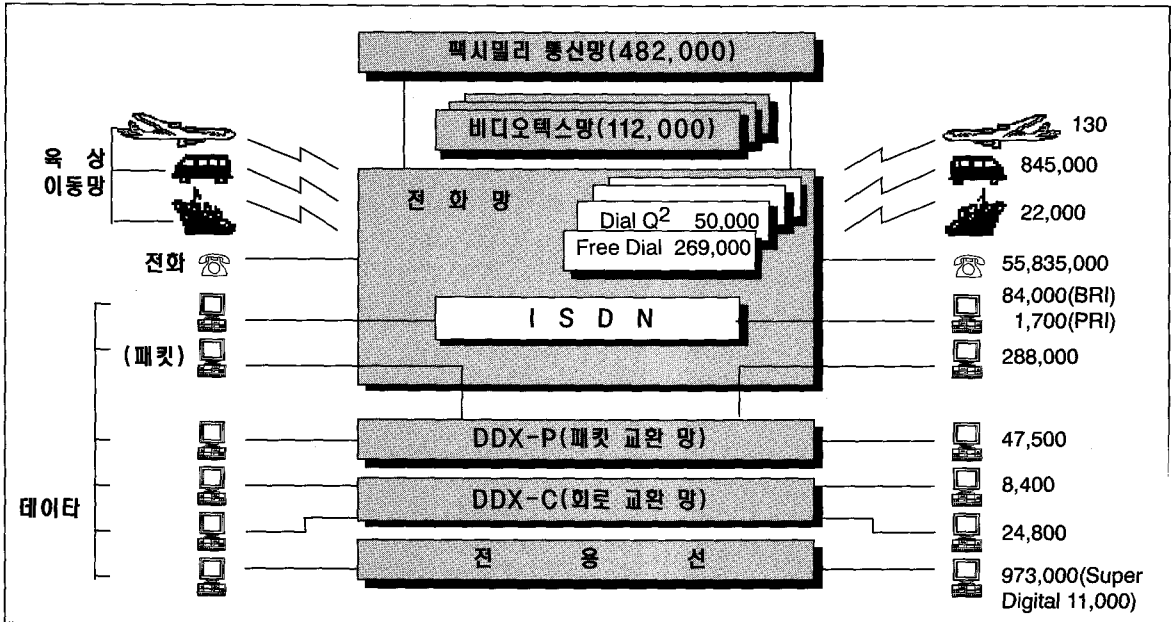 팩시밀리 통신망(482,000)
비디오텍스망(112,000)
육 상
이동망
130
845,000
22,000
전 화 망
Dial Q2 50,000
Free Dial 269,000
전화
55,835,000
I S D N
84,000(BRI)
1,700(PRI)
(패킷)
288,000
DDX-P(패킷 교환 망)
47,500
DDX-C(회로 교환 망)
8,400
데이타
24,800
전 용 선
973,000(Super
Digital 11,000)